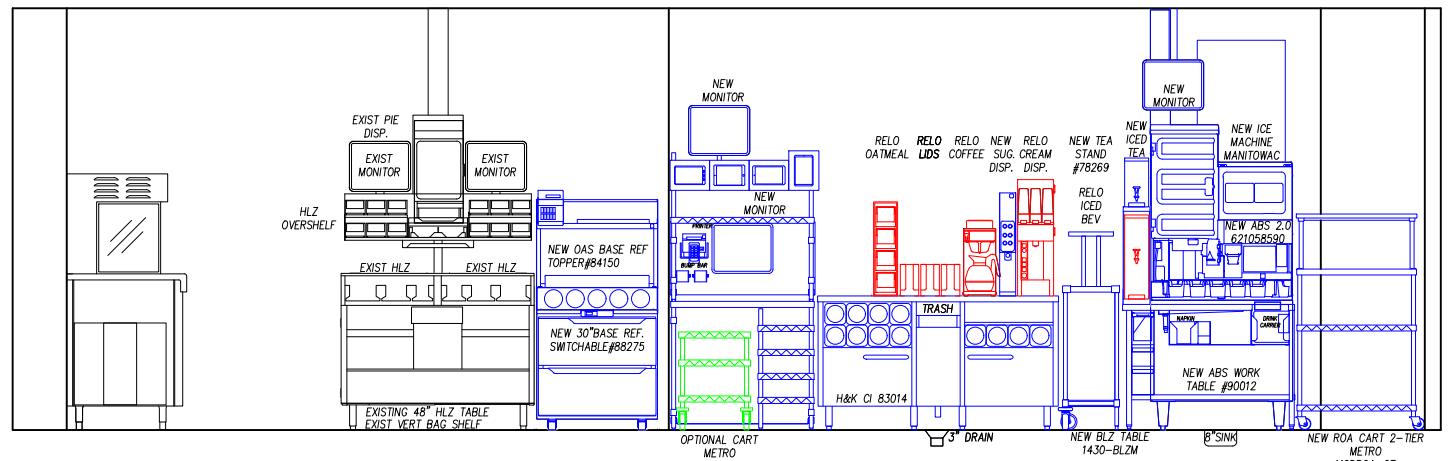 NEW
MONITOR
EXIST PIE
DISP.
EXIST
MONITOR
EXIST
MONITOR
HLZ
OVERSHELF
EXIST HLZ
EXIST HLZ
EXISTING 48" HLZ TABLE
EXIST VERT BAG SHELF
NEW OAS BASE REF
TOPPER#84150
NEW 30"BASE REF.
SWITCHABLE#88275
NEW
MONITOR
PRINTER
BUMP BAR
OPTIONAL CART
METRO
RELO
OATMEAL
RELO
LIDS
RELO
COFFEE
NEW
SUG.
DISP.
RELO
CREAM
DISP.
TRASH
H&K CI 83014
3" DRAIN
NEW TEA
STAND
#78269
RELO
ICED
BEV
NEW BLZ TABLE
1430-BLZM
NEW
ICED
TEA
NEW
MONITOR
NEW ICE
MACHINE
MANITOWAC
NEW ABS 2.0
621058590
NAPKIN
DRINK
CARRIER
NEW ABS WORK
TABLE #90012
8"SINK
NEW ROA CART 2-TIER
METRO